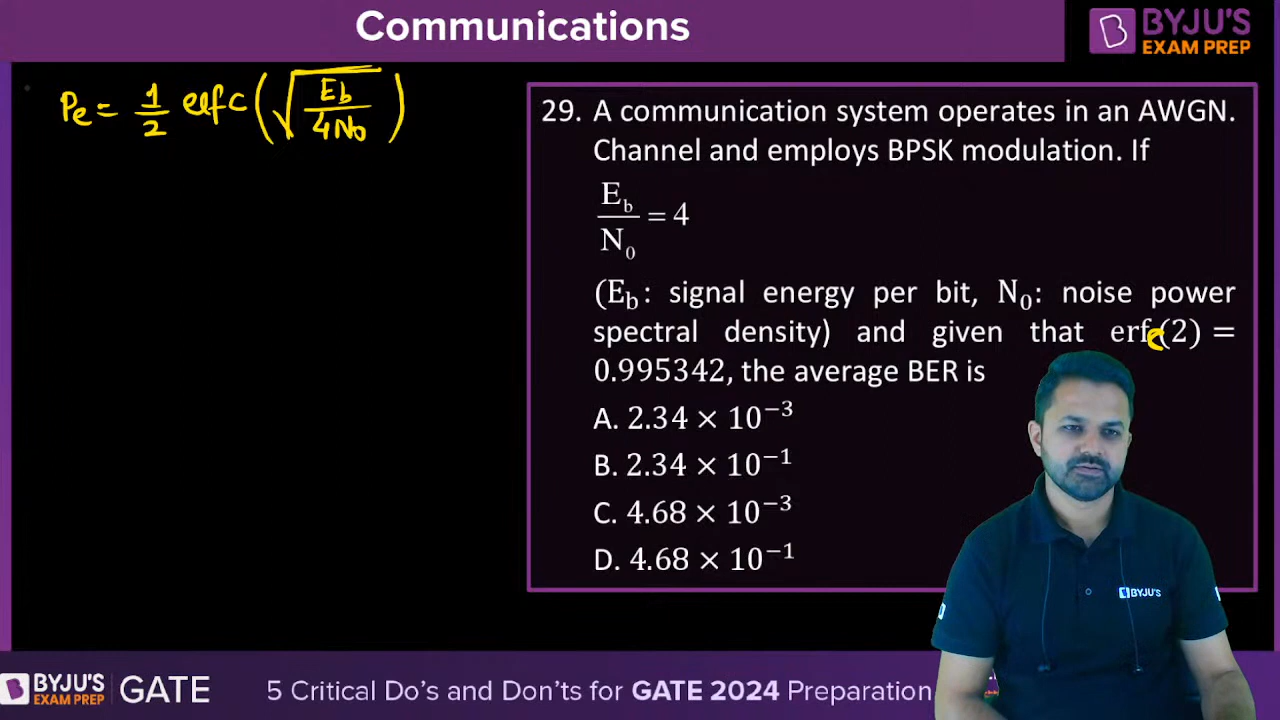 Communications
BYJU'S
EXAM PREP
Pe = 1/2 erfc(√(Eb/4N0))
29. A communication system operates in an AWGN.
Channel and employs BPSK modulation. If
Eb/N0 = 4
(Eb: signal energy per bit, N0: noise power
spectral density) and given that erfc(2) =
0.995342, the average BER is
A. 2.34 × 10⁻³
B. 2.34 × 10⁻¹
C. 4.68 × 10⁻³
D. 4.68 × 10⁻¹
BYJU'S
BYJU'S
EXAM PREP
GATE
5 Critical Do's and Don'ts for GATE 2024 Preparation